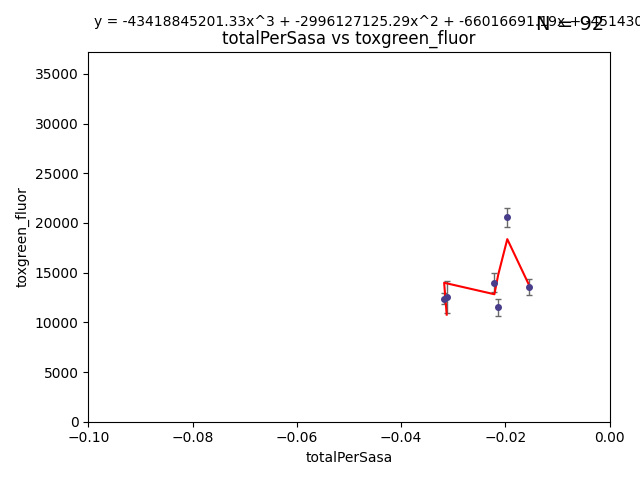 y = -43418845201.33x^3 + -2996127125.29x^2 + -66016691.19x +
N = 92
totalPerSasa vs toxgreen_fluor
35000
30000
25000
20000
15000
10000
5000
0
toxgreen_fluor
−0.10 −0.08 −0.06 −0.04 −0.02 0.00
totalPerSasa